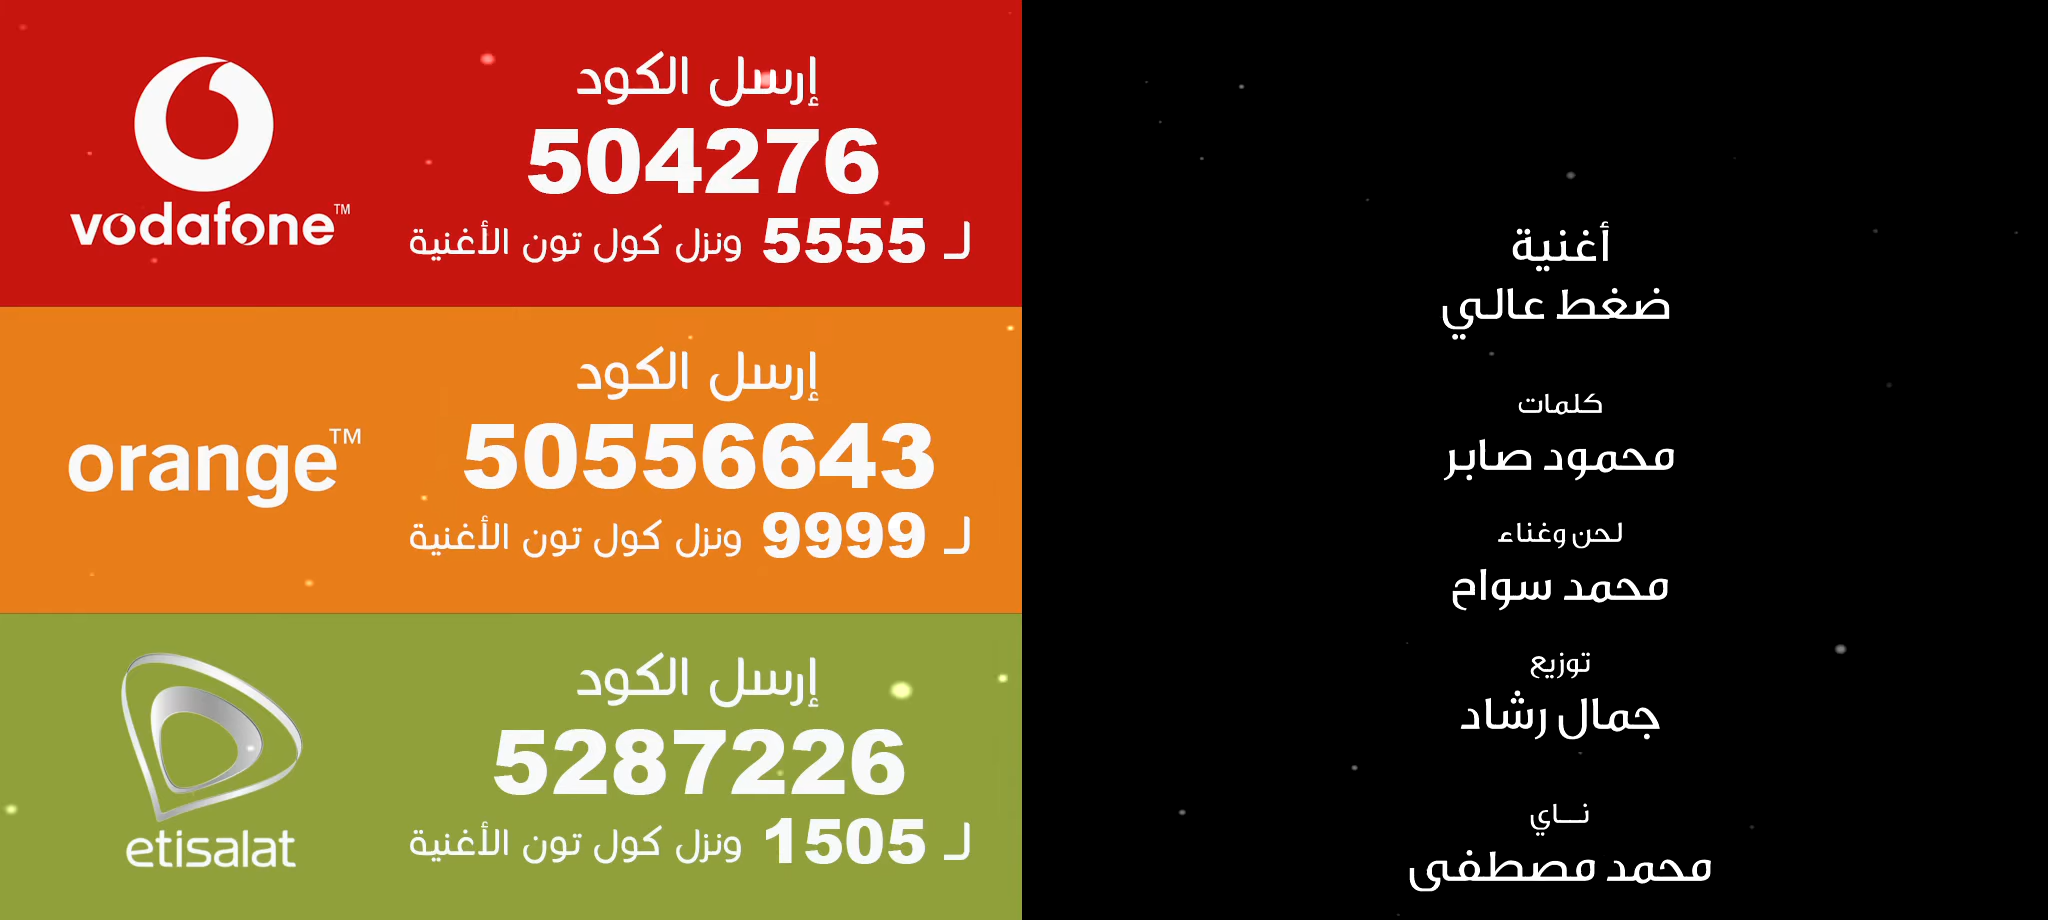 vodafone™
إرسل الكود
504276
لـ 5555 ونزل كول تون الأغنية
orange™
إرسل الكود
50556643
لـ 9999 ونزل كول تون الأغنية
etisalat
إرسل الكود
5287226
لـ 1505 ونزل كول تون الأغنية
أغنية
ضغط عالي
كلمات
محمود صابر
لحن وغناء
محمد سواح
توزيع
جمال رشاد
نـــاي
محمد مصطفى